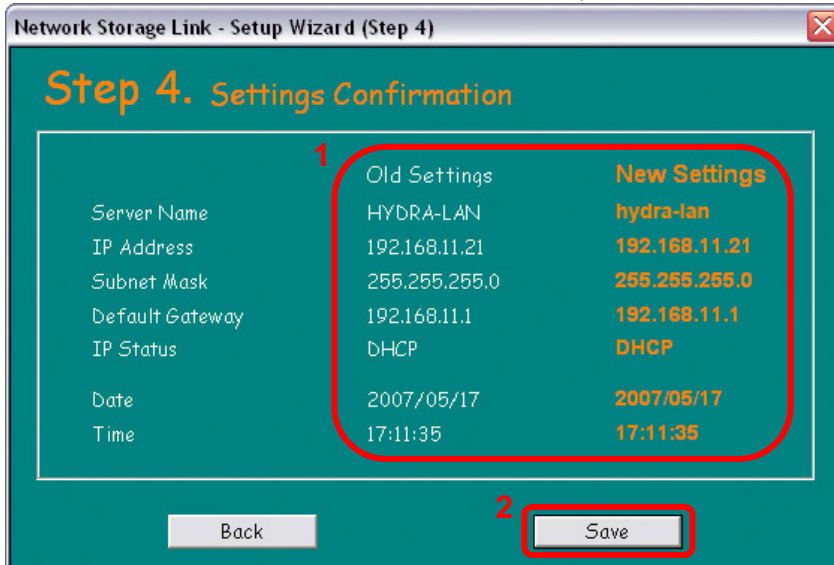 Network Storage Link - Setup Wizard (Step 4)
Step 4. Settings Confirmation
1
Old Settings New Settings
Server Name HYDRA-LAN hydra-lan
IP Address 192.168.11.21 192.168.11.21
Subnet Mask 255.255.255.0 255.255.255.0
Default Gateway 192.168.11.1 192.168.11.1
IP Status DHCP DHCP
Date 2007/05/17 2007/05/17
Time 17:11:35 17:11:35
2
Back Save